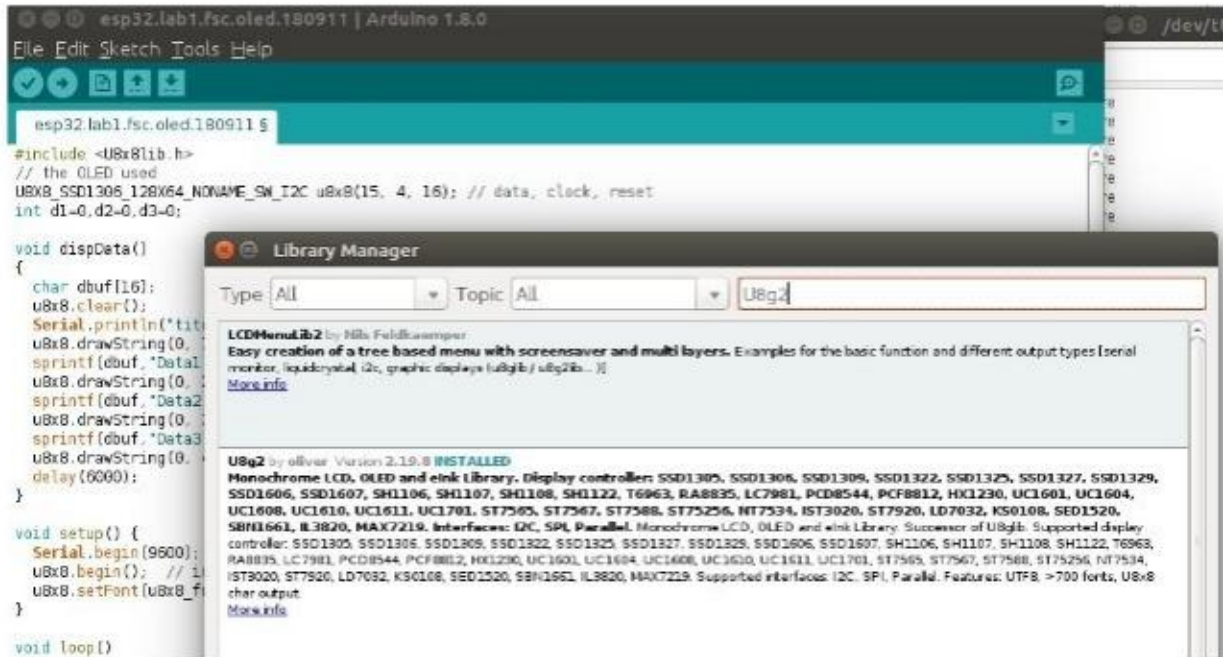 esp32.lab1.fsc.oled.180911 | Arduino 1.8.0
/dev/t
File Edit Sketch Tools Help
esp32.lab1.fsc.oled.180911 §
#include <U8x8lib.h>
// the OLED used
U8X8_SSD1306_128X64_NONAME_SW_I2C u8x8(15, 4, 16); // data, clock, reset
int d1=0,d2=0,d3=0;
void dispData()
{
char dbuf[16];
u8x8.clear();
Serial.println("tit
u8x8.drawString(0,
sprintf(dbuf,"Data1
u8x8.drawString(0,
sprintf(dbuf,"Data2
u8x8.drawString(0,
sprintf(dbuf,"Data3
u8x8.drawString(0,
delay(6000);
}
void setup() {
Serial.begin(9600);
u8x8.begin(); // i
u8x8.setFont(u8x8_f
}
void loop()
re
re
re
re
re
re
re
Library Manager
Type All Topic All U8g2
LCDMenuLib2 by Nils Feldkaemper
Easy creation of a tree based menu with screensaver and multi layers. Examples for the basic function and different output types [serial
monitor, liquidcrystal, i2c, graphic displays (u8glib / u8g2lib... )]
More info
U8g2 by oliver Version 2.19.8 INSTALLED
Monochrome LCD, OLED and eInk Library. Display controller: SSD1305, SSD1306, SSD1309, SSD1322, SSD1325, SSD1327, SSD1329,
SSD1606, SSD1607, SH1106, SH1107, SH1108, SH1122, T6963, RA8835, LC7981, PCD8544, PCF8812, HX1230, UC1601, UC1604,
UC1608, UC1610, UC1611, UC1701, ST7565, ST7567, ST7588, ST75256, NT7534, IST3020, ST7920, LD7032, KS0108, SED1520,
SBN1661, IL3820, MAX7219. Interfaces: I2C, SPI, Parallel. Monochrome LCD, OLED and eInk Library. Successor of U8glib. Supported display
controller: SSD1305, SSD1306, SSD1309, SSD1322, SSD1325, SSD1327, SSD1329, SSD1606, SSD1607, SH1106, SH1107, SH1108, SH1122, T6963,
RA8835, LC7981, PCD8544, PCF8812, HX1230, UC1601, UC1604, UC1608, UC1610, UC1611, UC1701, ST7565, ST7567, ST7588, ST75256, NT7534,
IST3020, ST7920, LD7032, KS0108, SED1520, SBN1661, IL3820, MAX7219. Supported interfaces: I2C, SPI, Parallel. Features: UTF8, >700 fonts, U8x8
char output.
More info